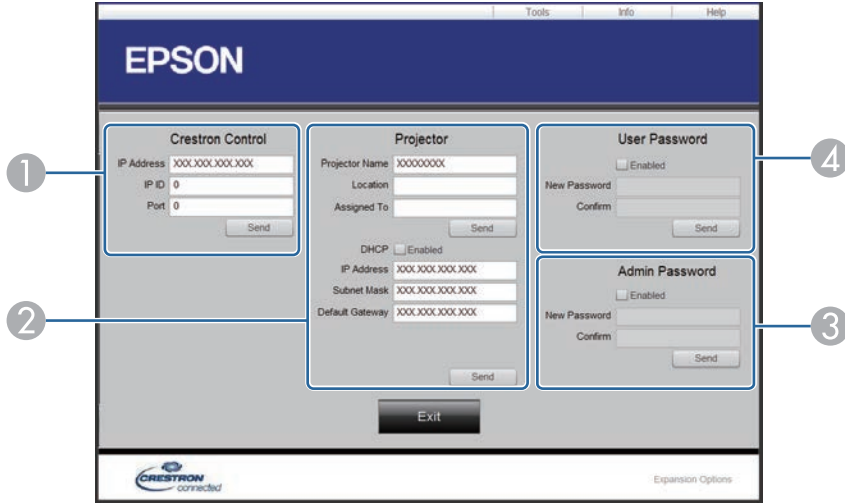 Tools Info Help
EPSON
Crestron Control
IP Address XXX.XXX.XXX.XXX
IP ID 0
Port 0
Send
1
Projector
Projector Name XXXXXXXX
Location
Assigned To
Send
DHCP Enabled
IP Address XXX.XXX.XXX.XXX
Subnet Mask XXX.XXX.XXX.XXX
Default Gateway XXX.XXX.XXX.XXX
Send
2
User Password
Enabled
New Password
Confirm
Send
4
Admin Password
Enabled
New Password
Confirm
Send
3
Exit
CRESTRON
connected
Expansion Options